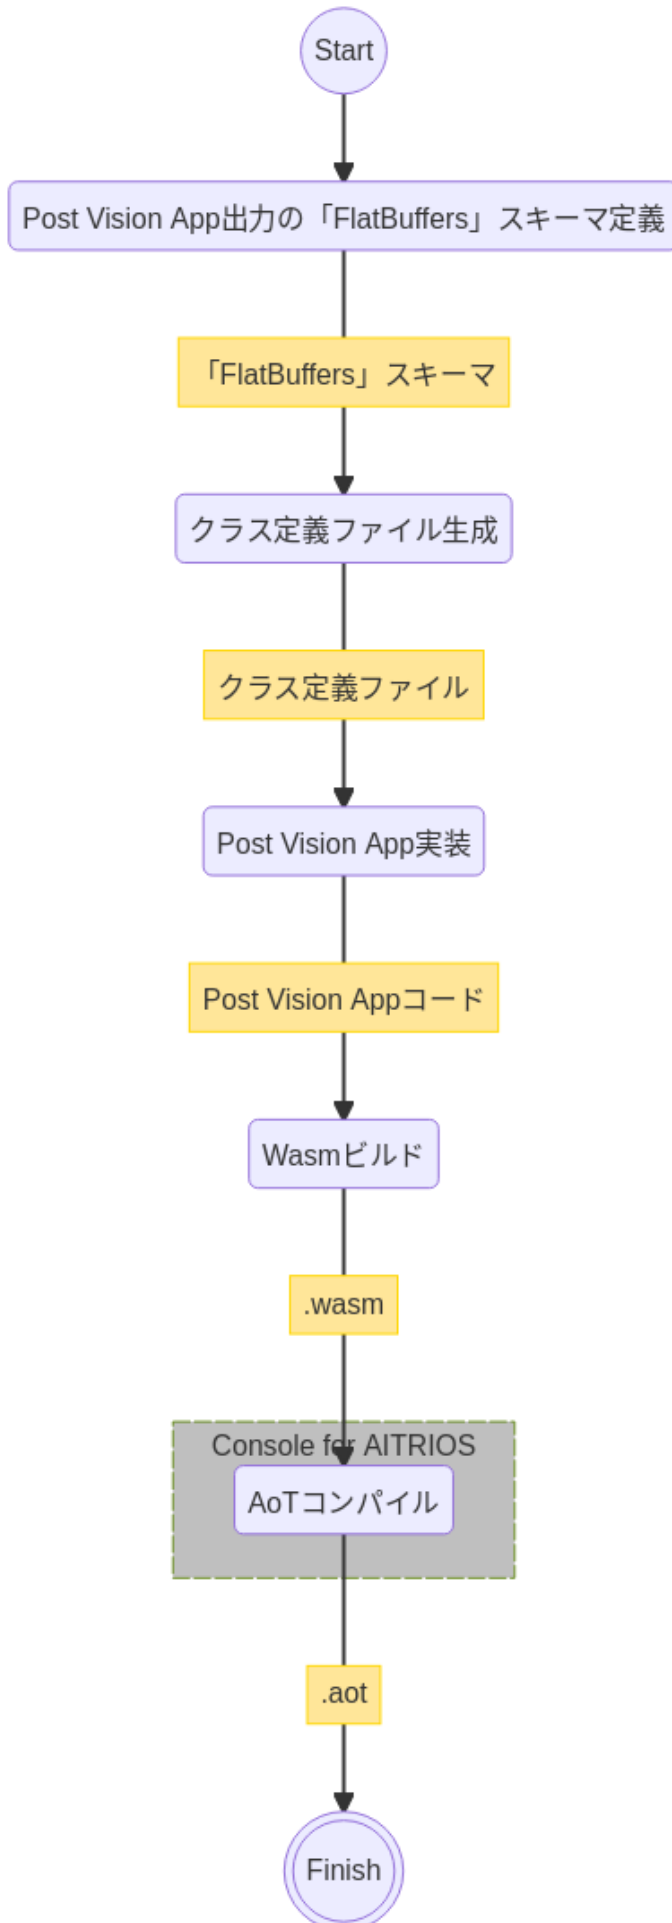 Start
Post Vision App出力の「FlatBuffers」スキーマ定義
「FlatBuffers」スキーマ
クラス定義ファイル生成
クラス定義ファイル
Post Vision App実装
Post Vision Appコード
Wasmビルド
.wasm
Console for AITRIOS
AoTコンパイル
.aot
Finish